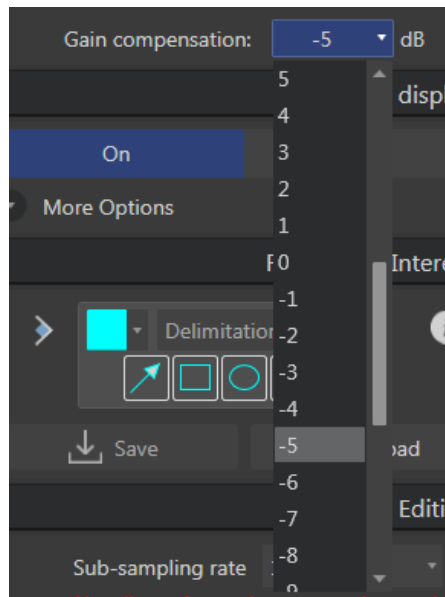 Gain compensation: -5 dB
5
displ
4
On
3
2
More Options
1
0
Inter
-1
Delimitation
-2
-3
-4
Save
-5
oad
-6
-7
Editi
-8
Sub-sampling rate